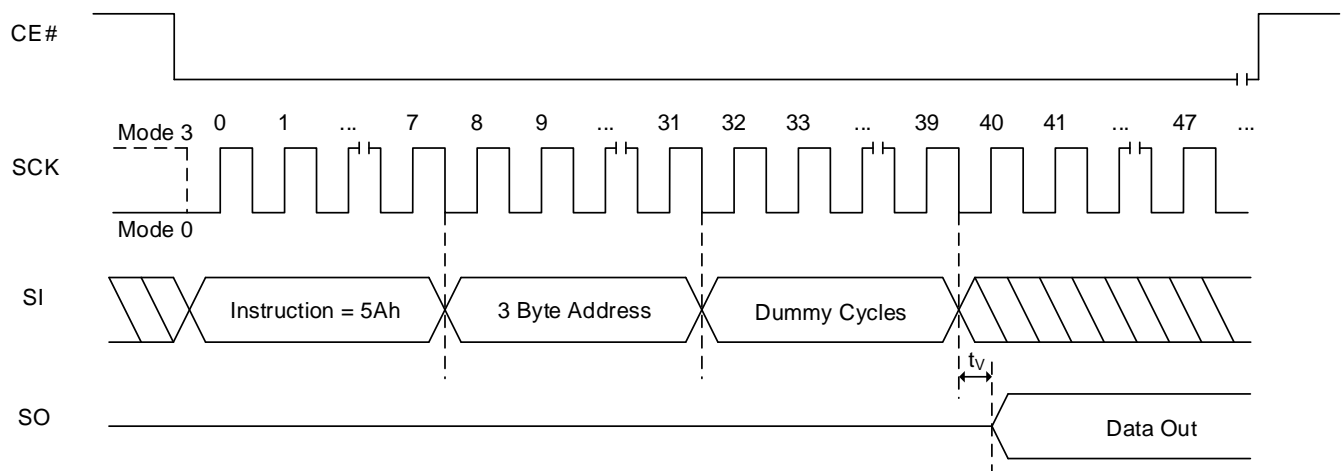 CE#
0 1 ... 7 8 9 ... 31 32 33 ... 39 40 41 ... 47 ...
Mode 3
SCK
Mode 0
SI
Instruction = 5Ah
3 Byte Address
Dummy Cycles
tV
SO
Data Out